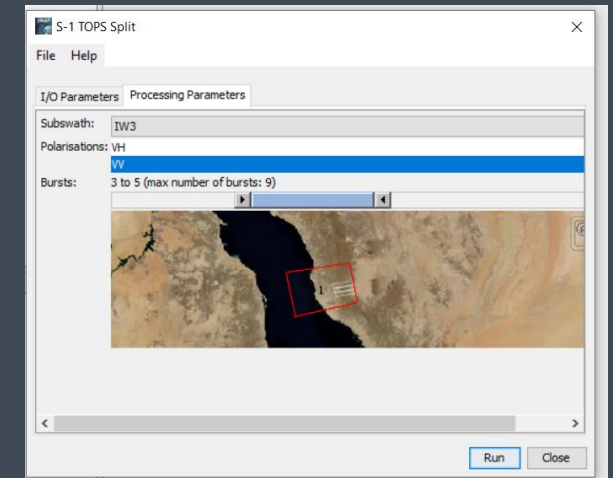 S-1 TOPS Split
File Help
I/O Parameters Processing Parameters
Subswath: IW3
Polarisations: VH
VV
Bursts: 3 to 5 (max number of bursts: 9)
1
Run Close